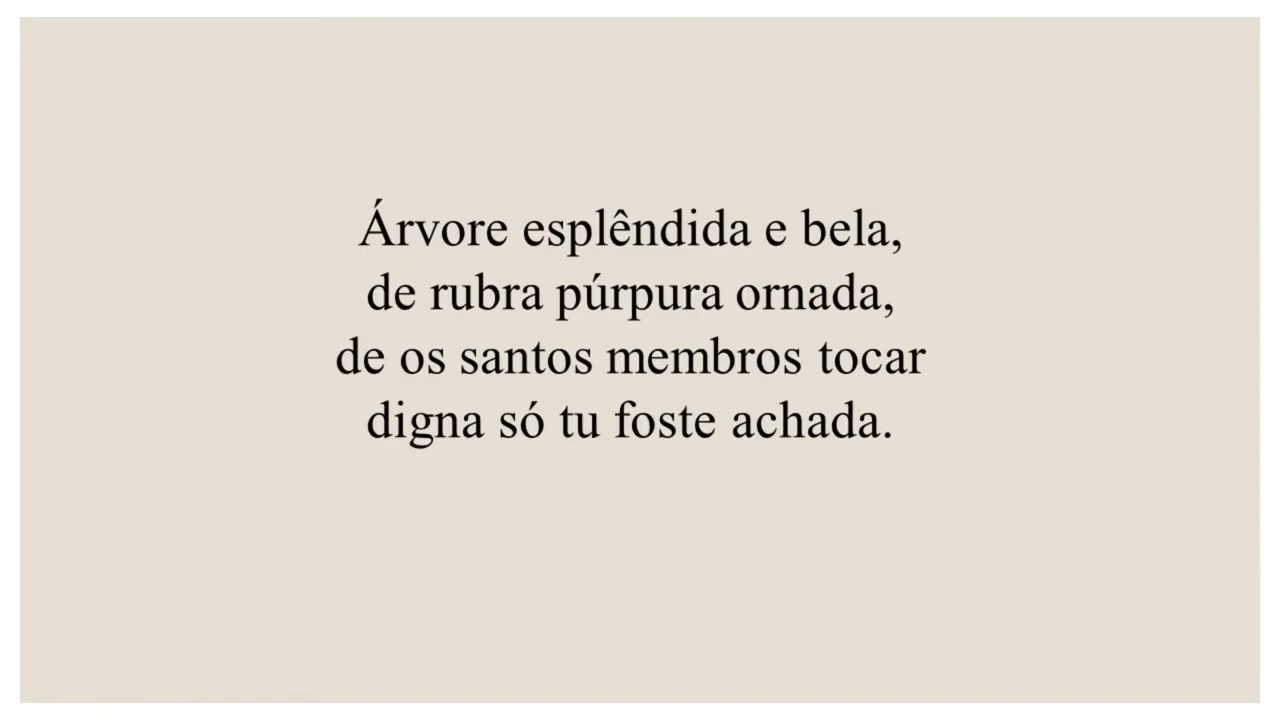 Árvore esplêndida e bela,
de rubra púrpura ornada,
de os santos membros tocar
digna só tu foste achada.